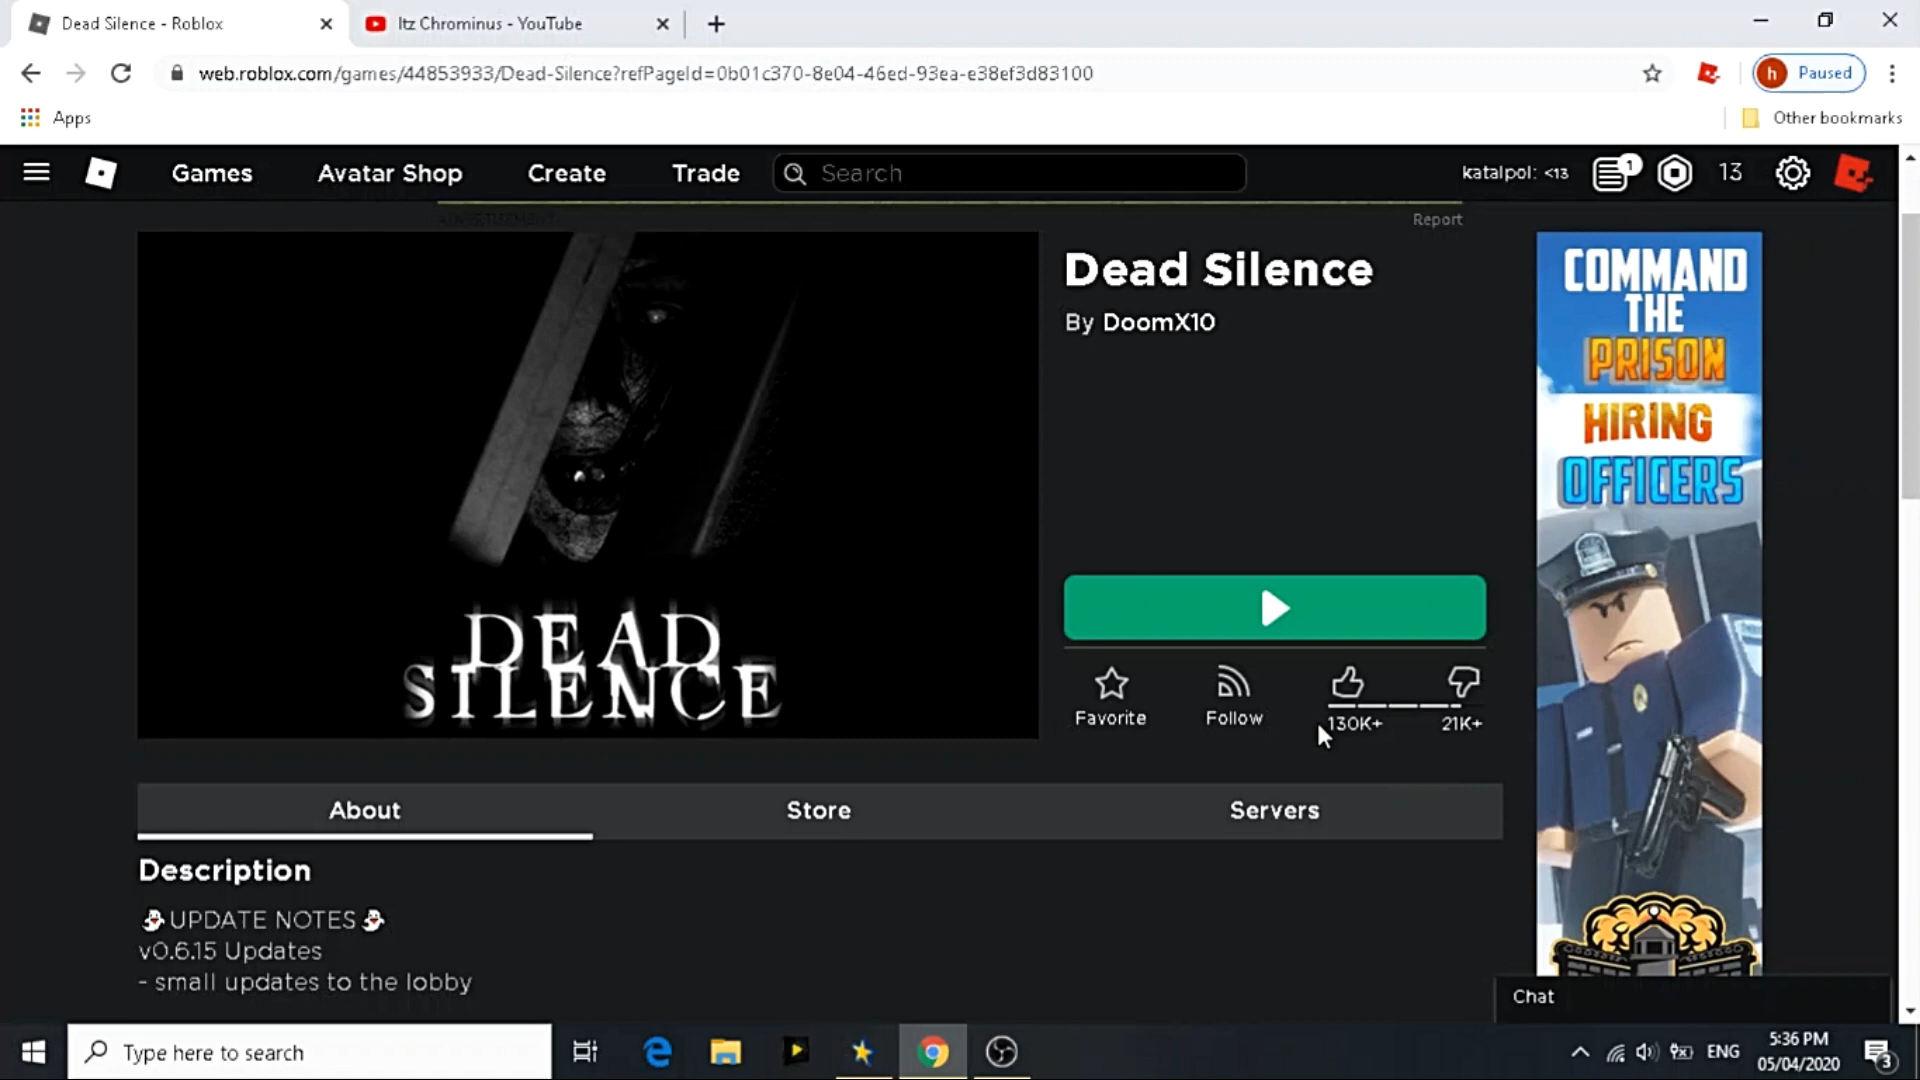 Dead Silence - Roblox
Itz Chrominus - YouTube
web.roblox.com/games/44853933/Dead-Silence?refPageId=0b01c370-8e04-46ed-93ea-e38ef3d83100
h Paused
Apps
Other bookmarks
Games
Avatar Shop
Create
Trade
Search
katalpol: <13
1
13
ADVERTISEMENT
Report
DEAD
SILENCE
Dead Silence
By DoomX10
Favorite
Follow
130K+
21K+
COMMAND
THE
PRISON
HIRING
OFFICERS
About
Store
Servers
Description
👻UPDATE NOTES👻
v0.6.15 Updates
- small updates to the lobby
Chat
Type here to search
ENG
5:36 PM
05/04/2020
3